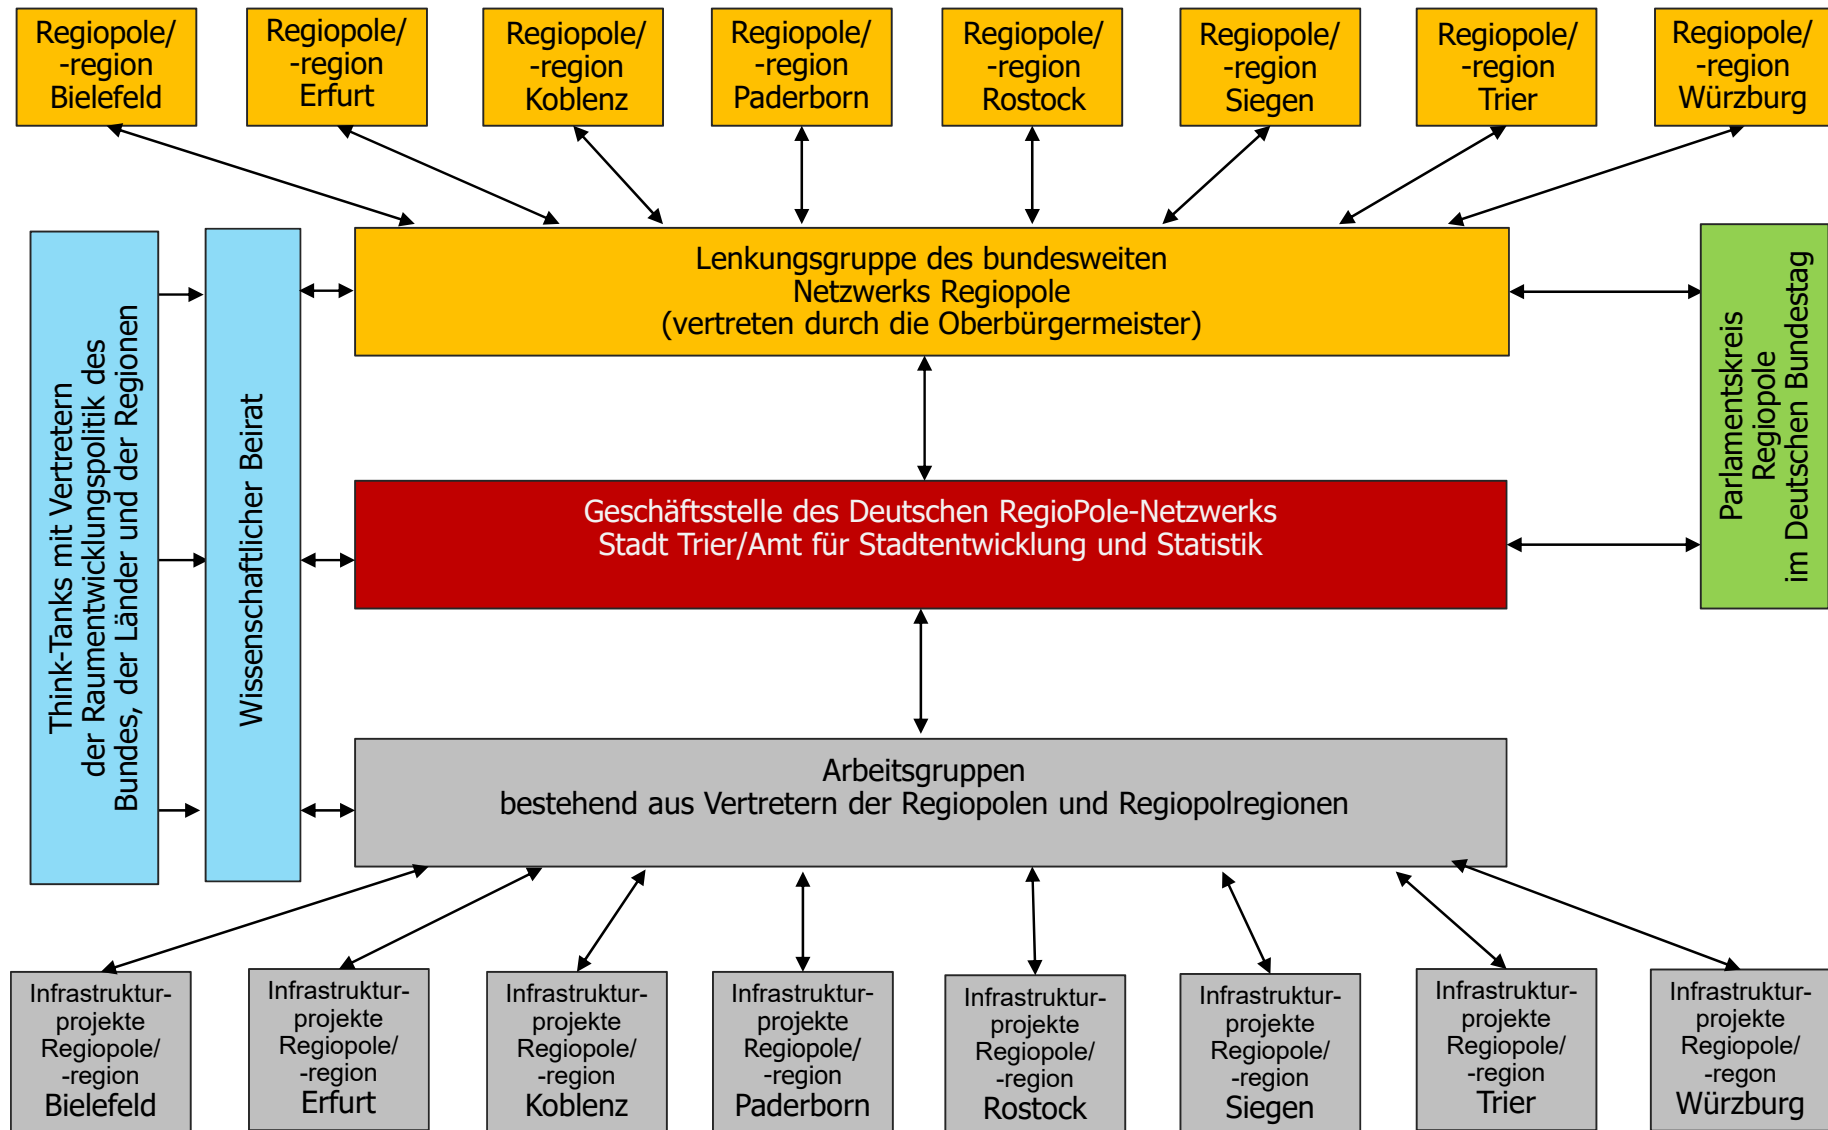 Regiopole/
-region
Bielefeld
Regiopole/
-region
Erfurt
Regiopole/
-region
Koblenz
Regiopole/
-region
Paderborn
Regiopole/
-region
Rostock
Regiopole/
-region
Siegen
Regiopole/
-region
Trier
Regiopole/
-region
Würzburg
Think-Tanks mit Vertretern
der Raumentwicklungspolitik des
Bundes, der Länder und der Regionen
Wissenschaftlicher Beirat
Lenkungsgruppe des bundesweiten
Netzwerks Regiopole
(vertreten durch die Oberbürgermeister)
Parlamentskreis
Regiopole
im Deutschen Bundestag
Geschäftsstelle des Deutschen RegioPole-Netzwerks
Stadt Trier/Amt für Stadtentwicklung und Statistik
Arbeitsgruppen
bestehend aus Vertretern der Regiopolen und Regiopolregionen
Infrastruktur-
projekte
Regiopole/
-region
Bielefeld
Infrastruktur-
projekte
Regiopole/
-region
Erfurt
Infrastruktur-
projekte
Regiopole/
-region
Koblenz
Infrastruktur-
projekte
Regiopole/
-region
Paderborn
Infrastruktur-
projekte
Regiopole/
-region
Rostock
Infrastruktur-
projekte
Regiopole/
-region
Siegen
Infrastruktur-
projekte
Regiopole/
-region
Trier
Infrastruktur-
projekte
Regiopole/
-regon
Würzburg